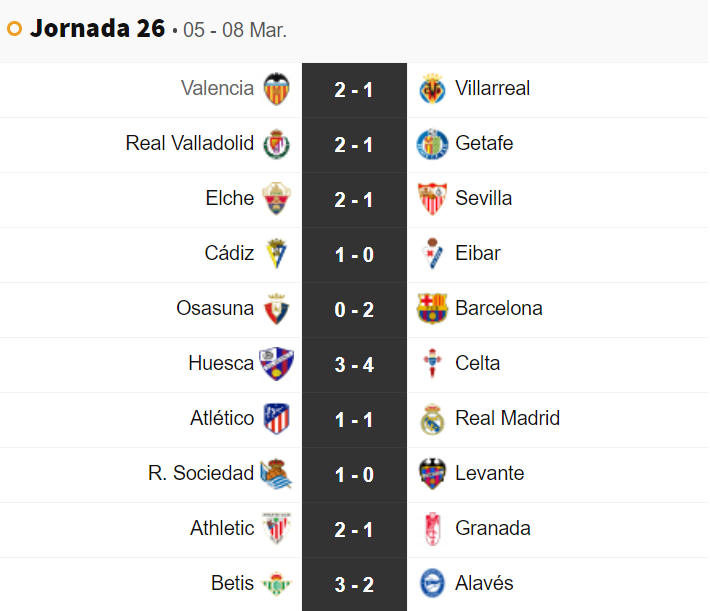 Jornada 26 • 05 - 08 Mar.
Valencia 2 - 1 Villarreal
Real Valladolid 2 - 1 Getafe
Elche 2 - 1 Sevilla
Cádiz 1 - 0 Eibar
Osasuna 0 - 2 Barcelona
Huesca 3 - 4 Celta
Atlético 1 - 1 Real Madrid
R. Sociedad 1 - 0 Levante
Athletic 2 - 1 Granada
Betis 3 - 2 Alavés